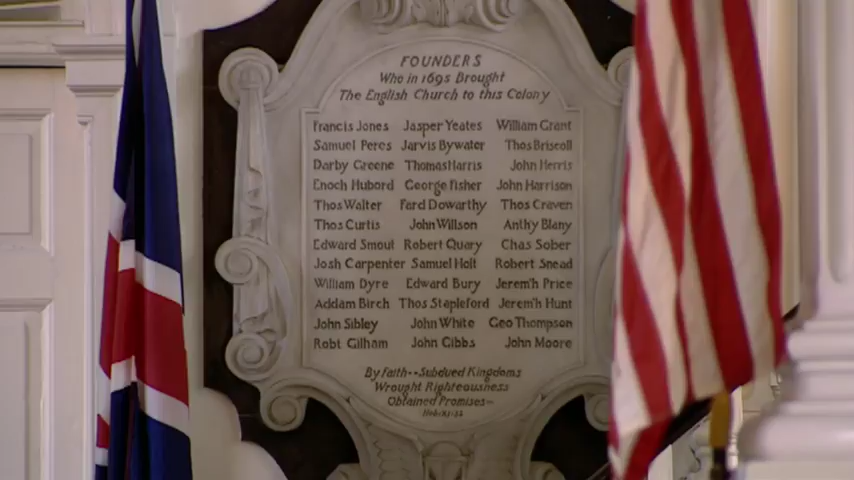 FOUNDERS
Who in 1695 Brought
The English Church to this Colony
Francis Jones Jasper Yeates William Grant
Samuel Peres Jarvis Bywater Thos Briscoll
Darby Greene Thomas Harris John Herris
Enoch Hubord George Fisher John Harrison
Thos Walter Fard Dowarthy Thos Craven
Thos Curtis John Willson Anthy Blany
Edward Smout Robert Quary Chas Sober
Josh Carpenter Samuel Holt Robert Snead
William Dyre Edward Bury Jerem'h Price
Addam Birch Thos Stapleford Jerem'h Hunt
John Sibley John White Geo Thompson
Robt Gilham John Gibbs John Moore
By Faith-- Subdued Kingdoms
Wrought Righteousness
Obtained Promises~